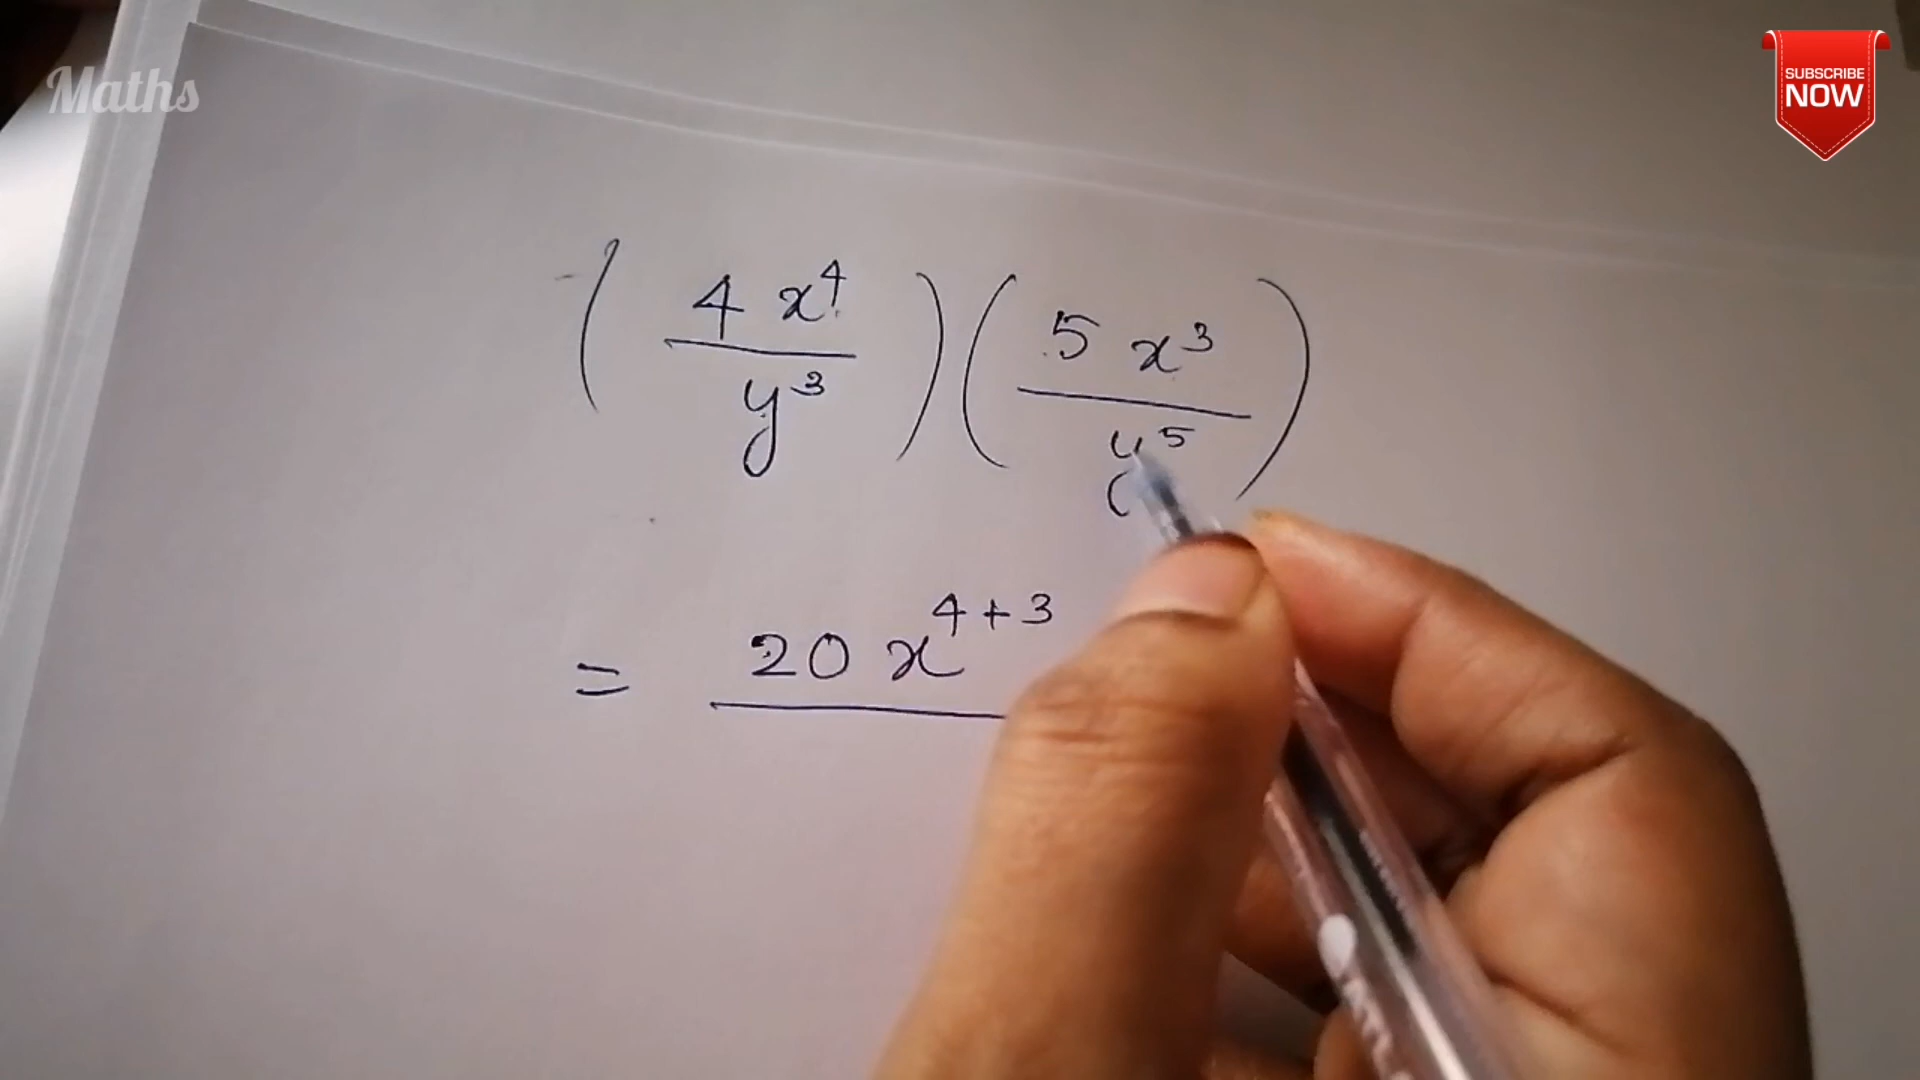 Maths
SUBSCRIBE
NOW
(4x⁴/y³)(5x³/y⁵)
= 20x⁴⁺³